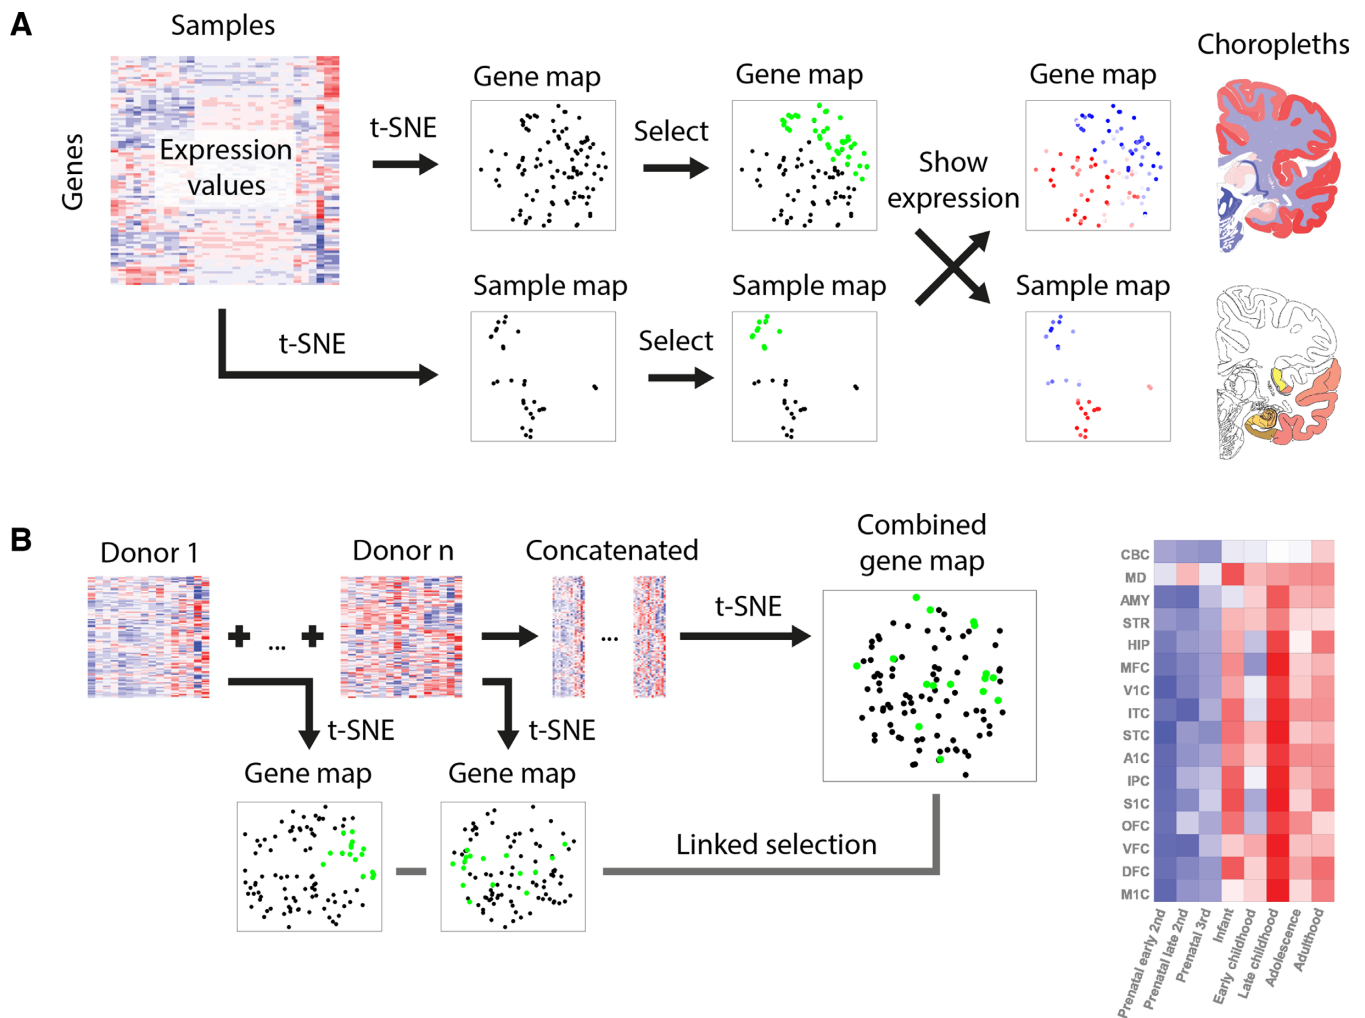 A
Samples
Genes
Expression
values
t-SNE
t-SNE
Gene map
Sample map
Select
Select
Gene map
Sample map
Show
expression
Gene map
Sample map
Choropleths
B
Donor 1
...
Donor n
Concatenated
...
t-SNE
Combined
gene map
t-SNE
t-SNE
Gene map
Gene map
Linked selection
CBC
MD
AMY
STR
HIP
MFC
V1C
ITC
STC
A1C
IPC
S1C
OFC
VFC
DFC
M1C
Prenatal early 2nd
Prenatal late 2nd
Prenatal 3rd
Infant
Early childhood
Late childhood
Adolescence
Adulthood